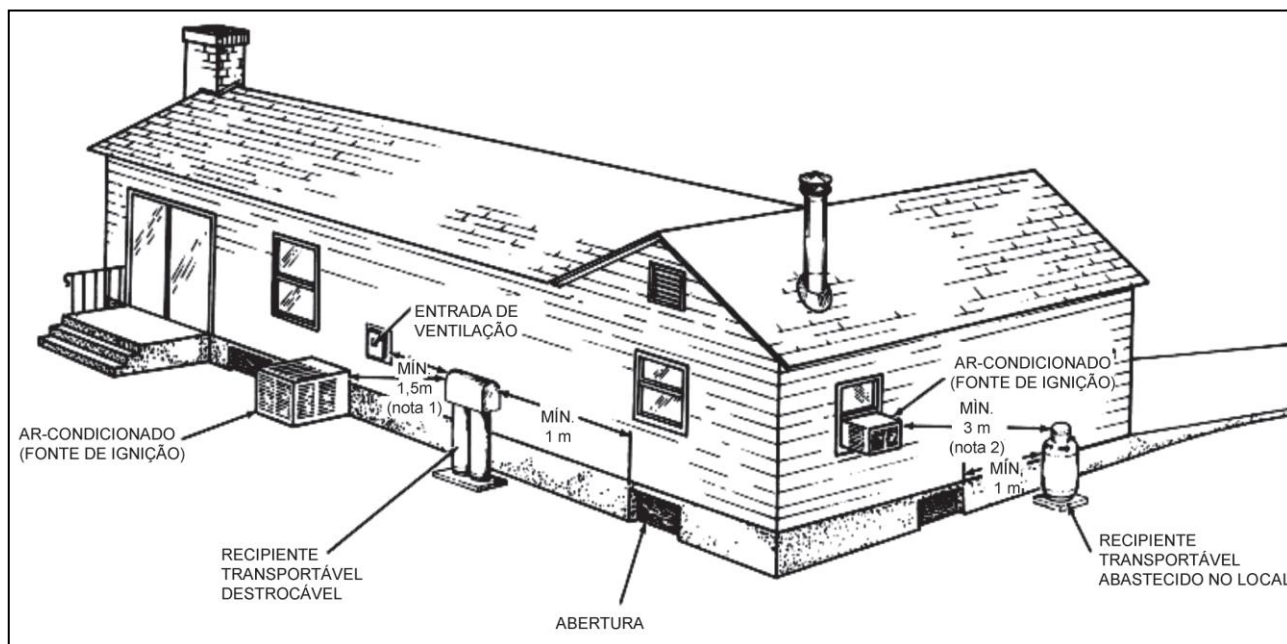 ENTRADA DE
VENTILAÇÃO
MÍN.
1,5m
(nota 1)
AR-CONDICIONADO
(FONTE DE IGNIÇÃO)
MÍN.
1 m
AR-CONDICIONADO
(FONTE DE IGNIÇÃO)
MÌN.
3 m
(nota 2)
MÍN.
1 m
RECIPIENTE
TRANSPORTÁVEL
DESTROCÁVEL
ABERTURA
RECIPIENTE
TRANSPORTÁVEL
ABASTECIDO NO LOCAL